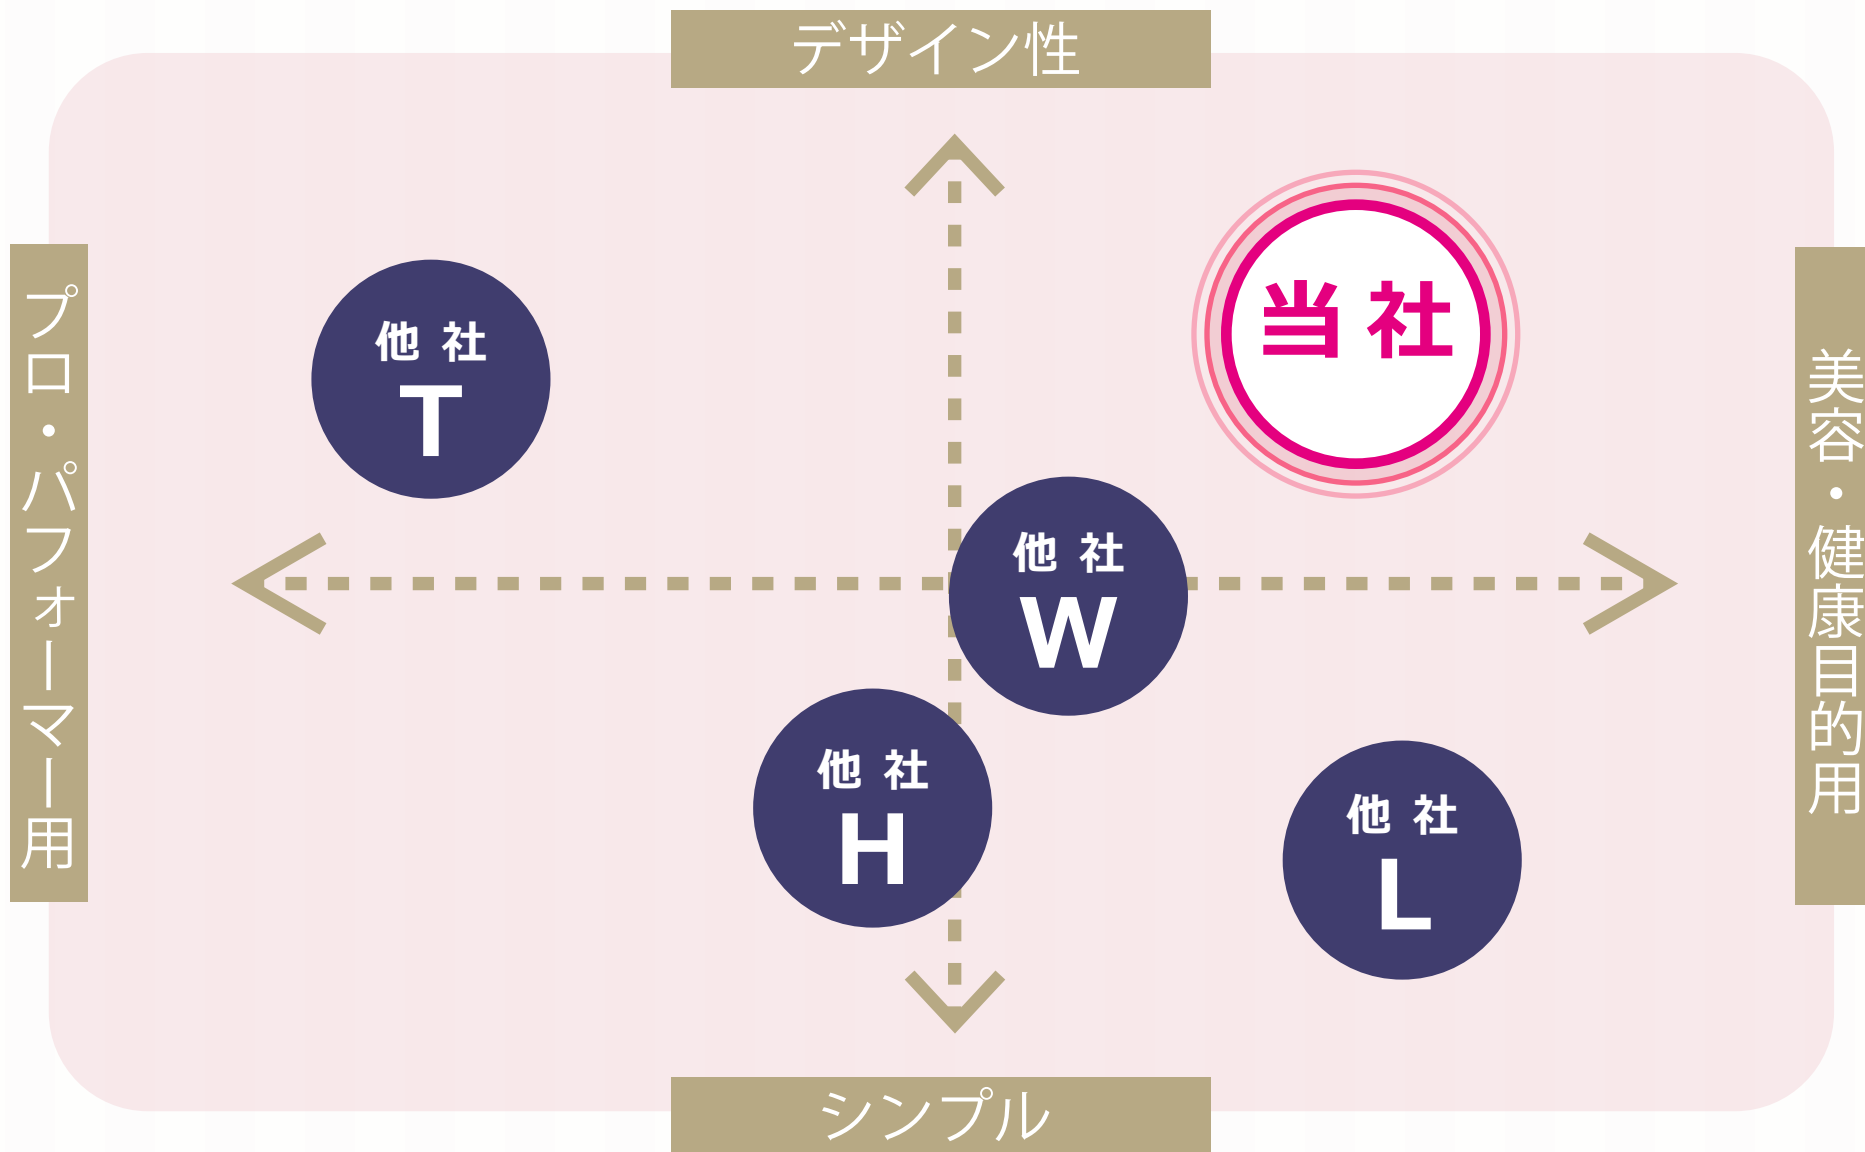 デザイン性
プロ・パフォーマー用
他社
T
当社
美容・健康目的用
他社
W
他社
H
他社
L
シンプル